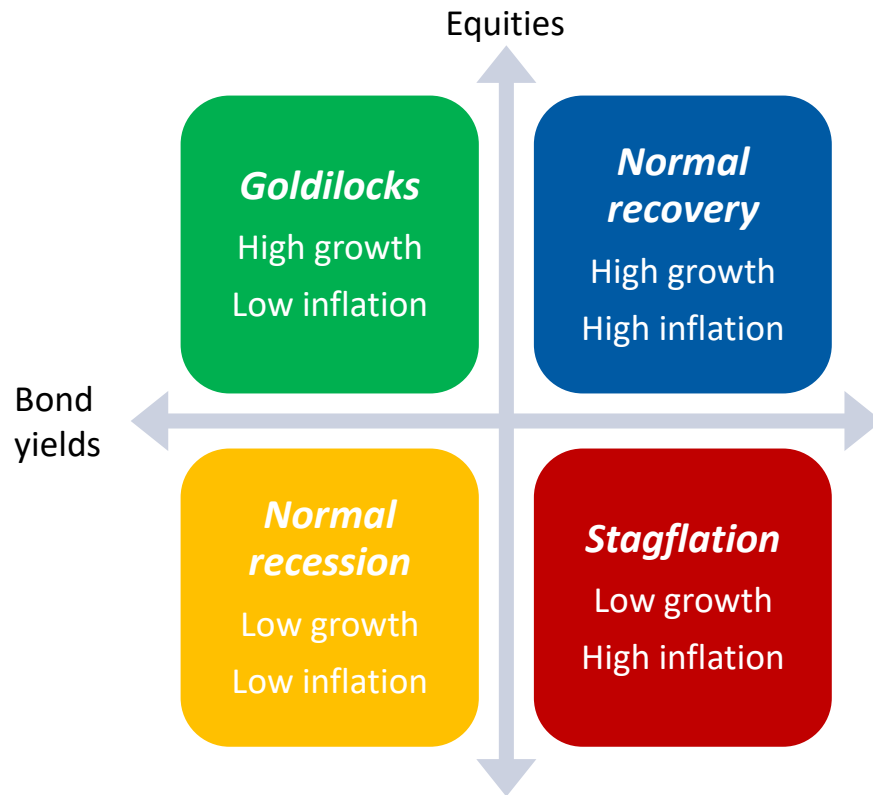 Equities
Goldilocks
High growth
Low inflation
Normal
recovery
High growth
High inflation
Bond
yields
Normal
recession
Low growth
Low inflation
Stagflation
Low growth
High inflation